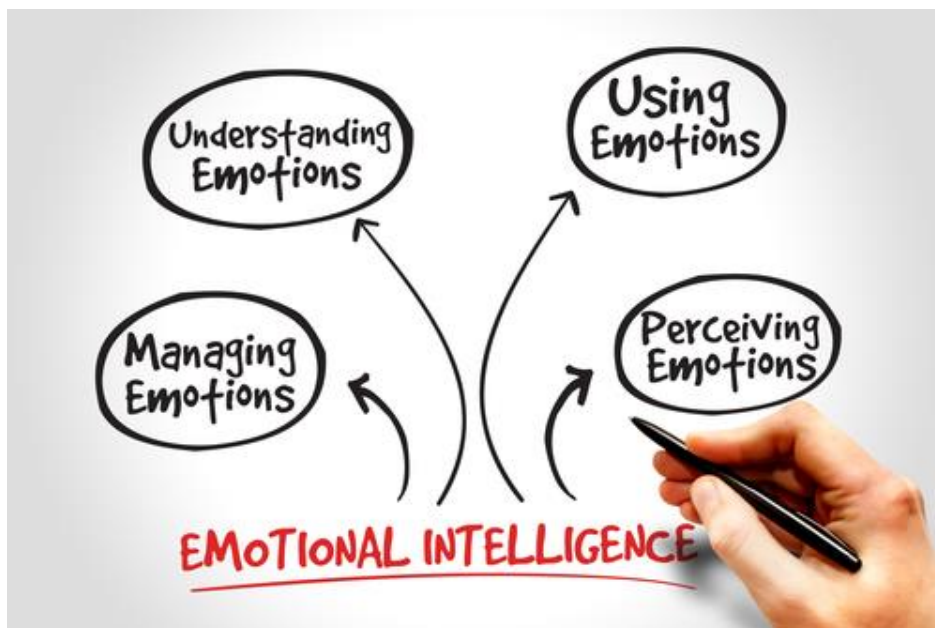 Understanding
Emotions
Using
Emotions
Managing
Emotions
Perceiving
Emotions
EMOTIONAL INTELLIGENCE